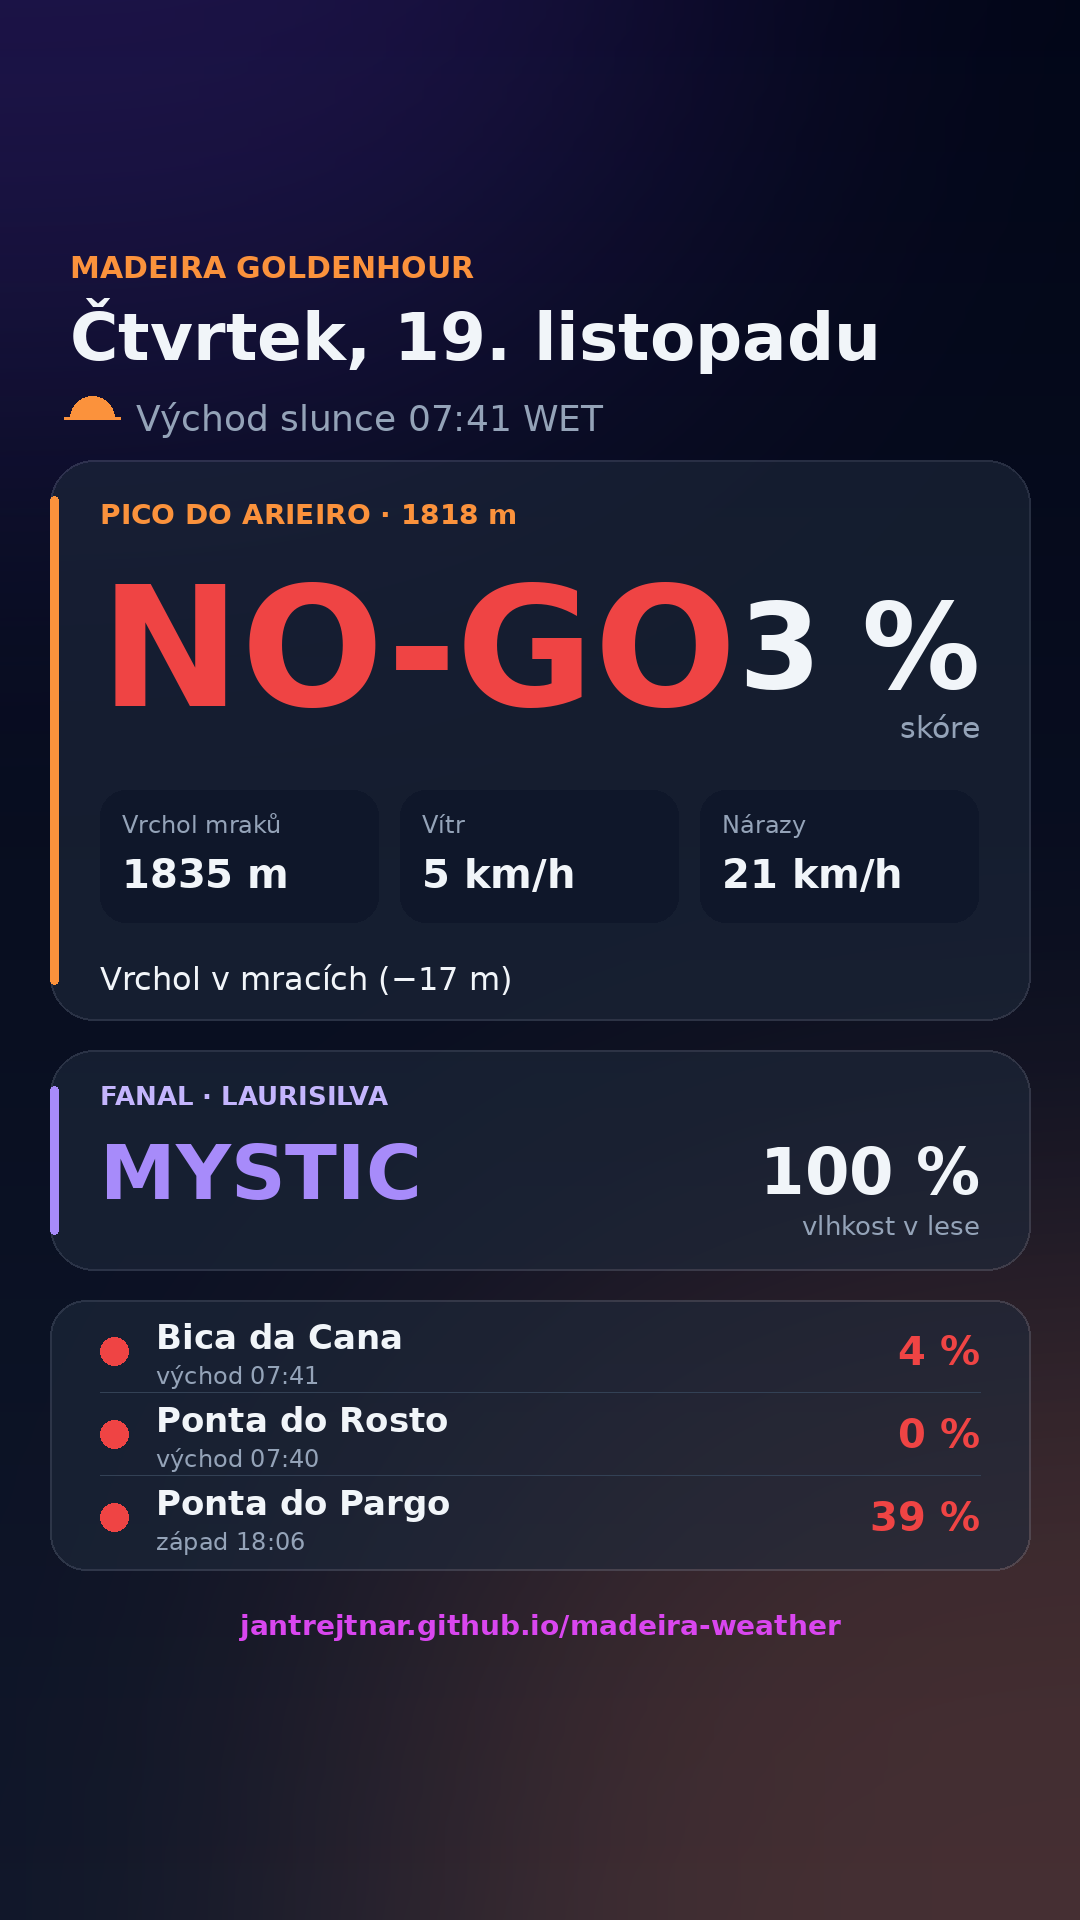 MADEIRA GOLDENHOUR
Čtvrtek, 19. listopadu
Východ slunce 07:41 WET
PICO DO ARIEIRO · 1818 m
NO-GO 3 %
skóre
Vrchol mraků Vítr Nárazy
1835 m 5 km/h 21 km/h
Vrchol v mracích (−17 m)
FANAL · LAURISILVA
MYSTIC 100 %
vlhkost v lese
Bica da Cana 4 %
východ 07:41
Ponta do Rosto 0 %
východ 07:40
Ponta do Pargo 39 %
západ 18:06
jantrejtnar.github.io/madeira-weather